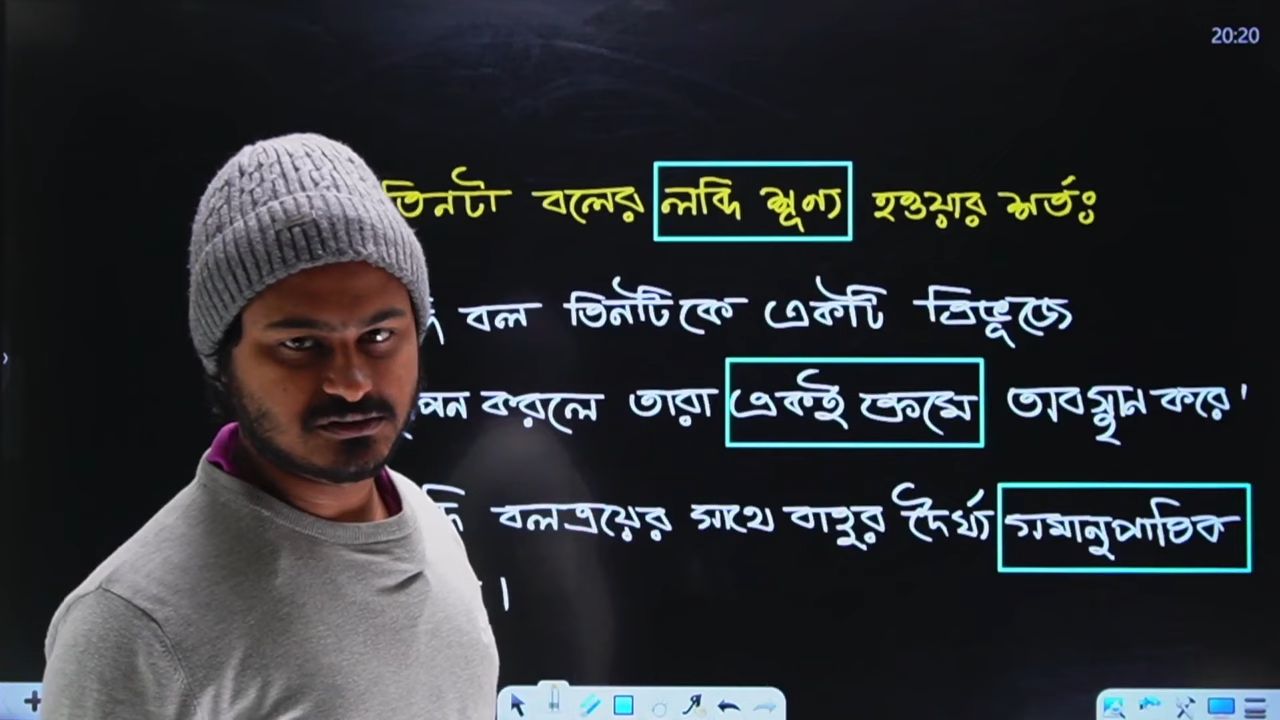 20:20
তিনটা বলের লব্দি শূন্য হওয়ার শর্তঃ
বল তিনটিকে একটি ত্রিভূজে
করলে তারা একই ক্রমে অবস্থান করে'
বলত্রয়ের সাথে বাহুর দৈর্ঘ্য সমানুপাতিক
।